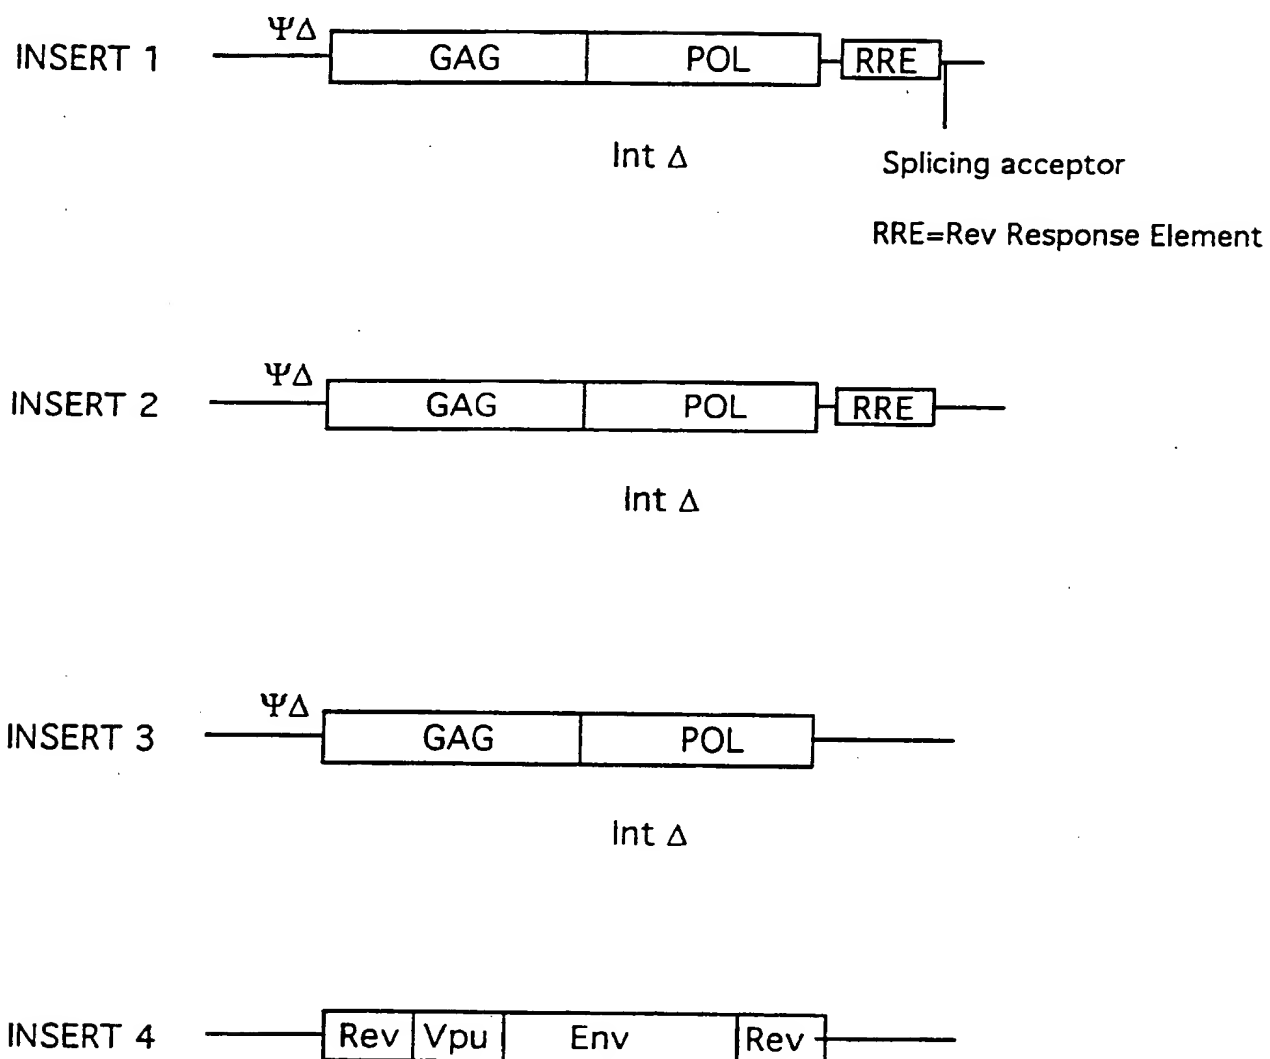 ΨΔ
INSERT 1 GAG POL RRE
Int Δ
Splicing acceptor
RRE=Rev Response Element
ΨΔ
INSERT 2 GAG POL RRE
Int Δ
ΨΔ
INSERT 3 GAG POL
Int Δ
INSERT 4 Rev Vpu Env Rev